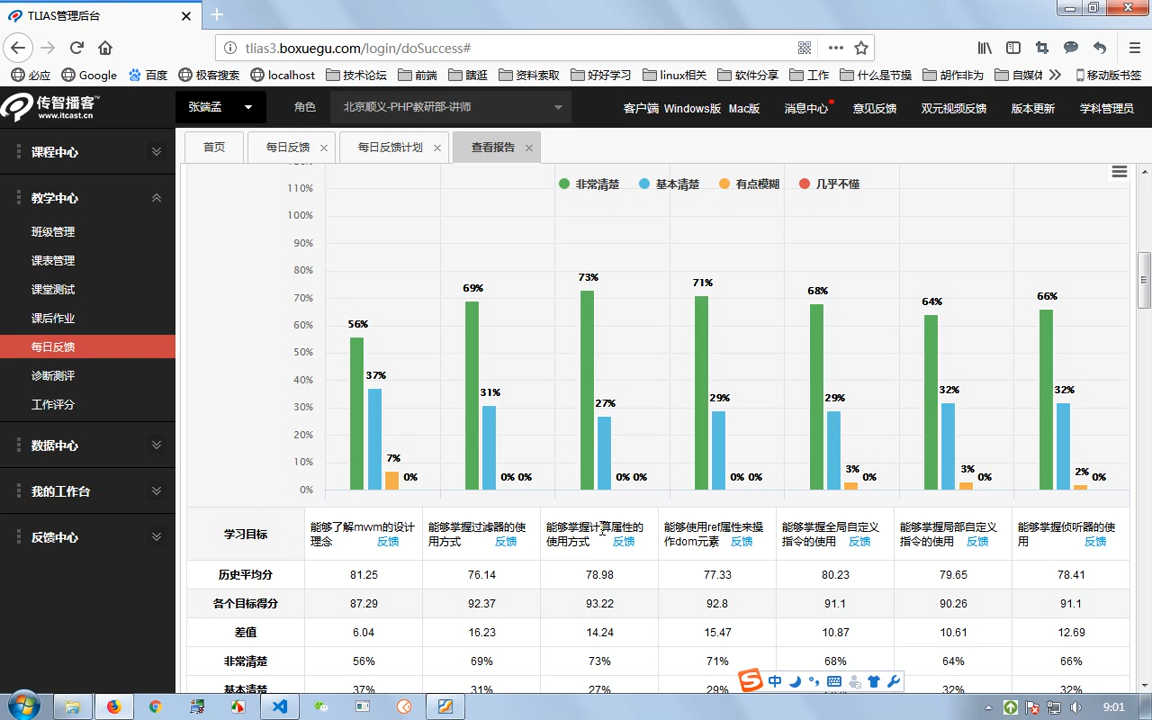 TLIAS管理后台
tlias3.boxuegu.com/login/doSuccess#
必应 Google 百度 极客搜索 localhost 技术论坛 前端 瞎逛 资料索取 好好学习 linux相关 软件分享 工作 什么是节操 胡作非为 自媒体 移动版书签
传智播客
www.itcast.cn
张端孟
角色
北京顺义-PHP教研部-讲师
客户端 Windows版 Mac版
消息中心
意见反馈
双元视频反馈
版本更新
学科管理员
课程中心
教学中心
班级管理
课表管理
课堂测试
课后作业
每日反馈
诊断测评
工作评分
数据中心
我的工作台
反馈中心
首页
每日反馈
每日反馈计划
查看报告
非常清楚 基本清楚 有点模糊 几乎不懂
110%
100%
90%
80%
70%
60%
50%
40%
30%
20%
10%
0%
56% 37% 7% 0%
69% 31% 0% 0%
73% 27% 0% 0%
71% 29% 0% 0%
68% 29% 3% 0%
64% 32% 3% 0%
66% 32% 2% 0%
学习目标
能够了解mvvm的设计
理念 反馈
能够掌握过滤器的使
用方式 反馈
能够掌握计算属性的
使用方式 反馈
能够使用ref属性来操
作dom元素 反馈
能够掌握全局自定义
指令的使用 反馈
能够掌握局部自定义
指令的使用 反馈
能够掌握侦听器的使
用 反馈
历史平均分 81.25 76.14 78.98 77.33 80.23 79.65 78.41
各个目标得分 87.29 92.37 93.22 92.8 91.1 90.26 91.1
差值 6.04 16.23 14.24 15.47 10.87 10.61 12.69
非常清楚 56% 69% 73% 71% 68% 64% 66%
基本清楚 37% 31% 27% 29% 32% 32%
中
9:01